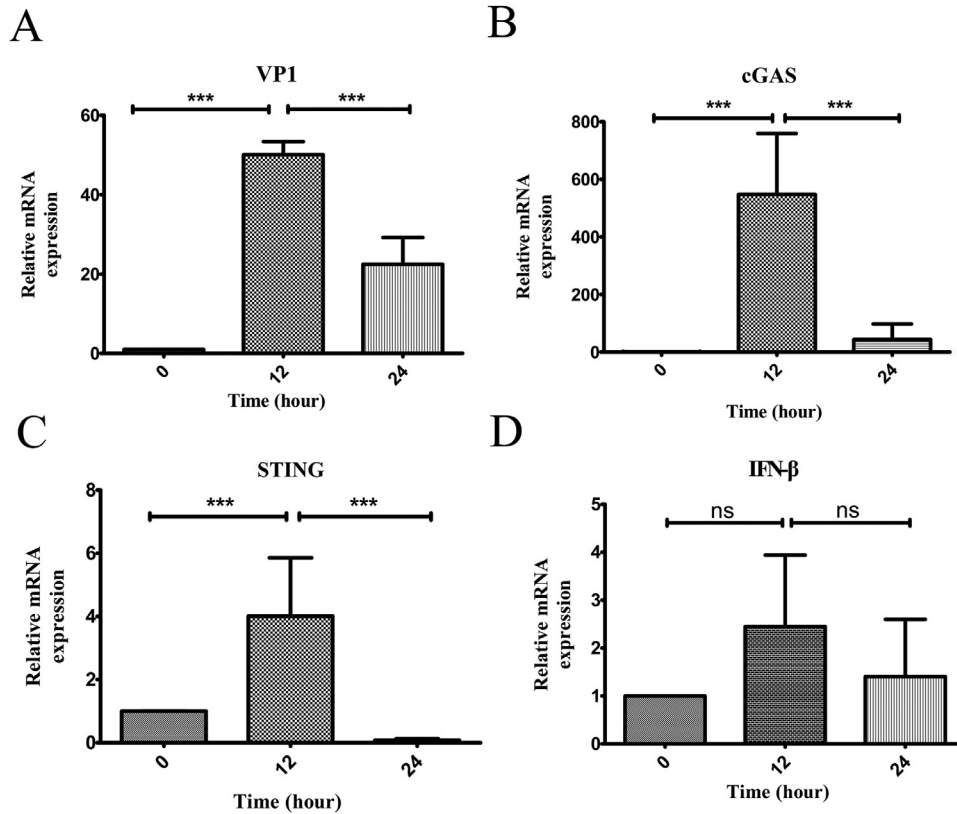 A
VP1
***
***
60
40
20
0
Relative mRNA
expression
0
12
24
Time (hour)
B
cGAS
***
***
800
600
400
200
0
Relative mRNA
expression
0
12
24
Time (hour)
C
STING
***
***
8
6
4
2
0
Relative mRNA
expression
0
12
24
Time (hour)
D
IFN-β
ns
ns
5
4
3
2
1
0
Relative mRNA
expression
0
12
24
Time (hour)